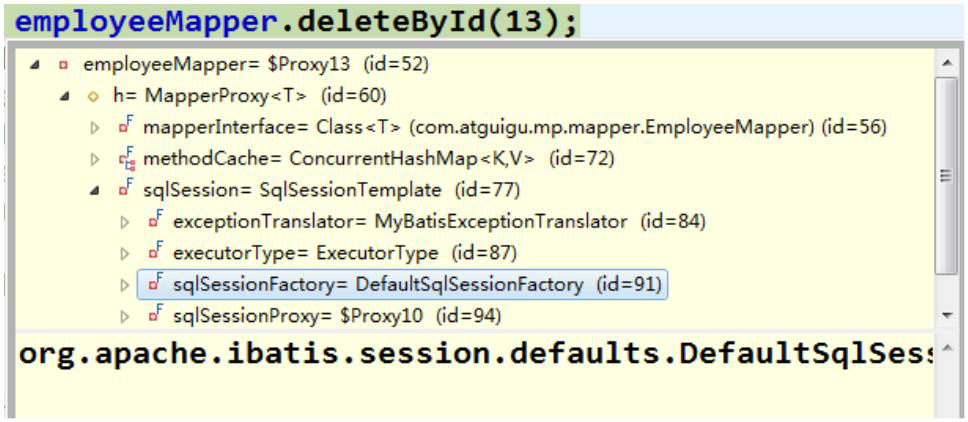 employeeMapper.deleteById(13);
employeeMapper= $Proxy13 (id=52)
h= MapperProxy<T> (id=60)
mapperInterface= Class<T> (com.atguigu.mp.mapper.EmployeeMapper) (id=56)
methodCache= ConcurrentHashMap<K,V> (id=72)
sqlSession= SqlSessionTemplate (id=77)
exceptionTranslator= MyBatisExceptionTranslator (id=84)
executorType= ExecutorType (id=87)
sqlSessionFactory= DefaultSqlSessionFactory (id=91)
sqlSessionProxy= $Proxy10 (id=94)
org.apache.ibatis.session.defaults.DefaultSqlSess